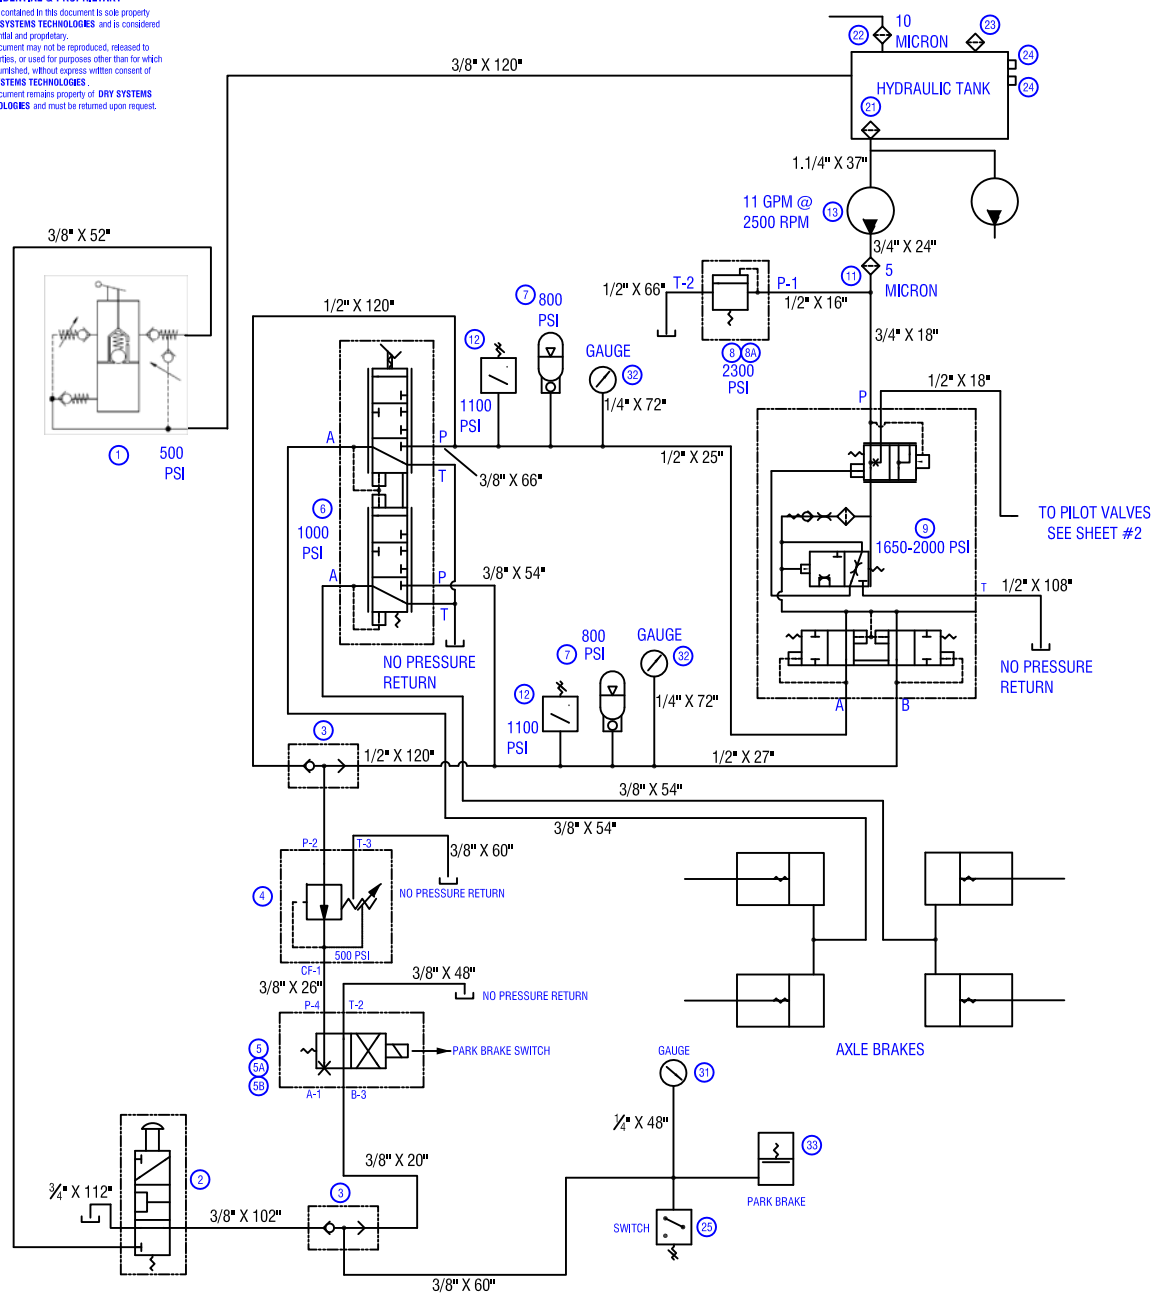 contained in this document is sole property
SYSTEMS TECHNOLOGIES and is considered
and proprietary.
may not be reproduced, released to
or used for purposes other than for which
without express written consent of
TECHNOLOGIES.
remains property of DRY SYSTEMS
and must be returned upon request.
10
MICRON
22
23
24
24
HYDRAULIC TANK
21
3/8" X 120"
1.1/4" X 37"
11 GPM @
2500 RPM
13
3/4" X 24"
11
5
MICRON
3/8" X 52"
1/2" X 66"
T-2
P-1
1/2" X 16"
8
8A
2300
PSI
3/4" X 18"
1/2" X 120"
7
800
PSI
12
1100
PSI
GAUGE
32
1/4" X 72"
1/2" X 18"
P
1
500
PSI
A
P
T
3/8" X 66"
1/2" X 25"
6
1000
PSI
A
P
T
3/8" X 54"
TO PILOT VALVES
SEE SHEET #2
9
1650-2000 PSI
T
1/2" X 108"
NO PRESSURE
RETURN
NO PRESSURE
RETURN
7
800
PSI
12
1100
PSI
GAUGE
32
1/4" X 72"
A
B
3
1/2" X 120"
1/2" X 27"
3/8" X 54"
3/8" X 54"
P-2
T-3
3/8" X 60"
4
NO PRESSURE RETURN
500 PSI
CF-1
3/8" X 26"
3/8" X 48"
NO PRESSURE RETURN
P-4
T-2
5
5A
5B
PARK BRAKE SWITCH
A-1
B-3
AXLE BRAKES
GAUGE
31
1/4" X 48"
33
PARK BRAKE
3/8" X 20"
2
3/4" X 112"
3/8" X 102"
3
SWITCH
25
3/8" X 60"